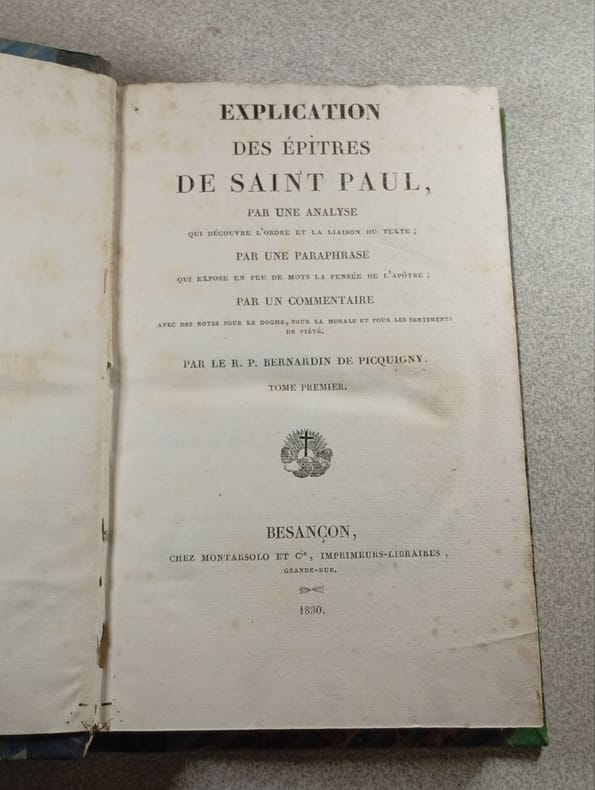 EXPLICATION
DES ÉPITRES
DE SAINT PAUL,
PAR UNE ANALYSE
QUI DÉCOUVRE L'ORDRE ET LA LIAISON DU TEXTE ;
PAR UNE PARAPHRASE
QUI EXPOSE EN PEU DE MOTS LA PENSÉE DE L'APÔTRE ;
PAR UN COMMENTAIRE
AVEC DES NOTES POUR LE DOGME, POUR LA MORALE ET POUR LES SENTIMENTS
DE PIÉTÉ.
PAR LE R. P. BERNARDIN DE PICQUIGNY.
TOME PREMIER.
BESANÇON,
CHEZ MONTARSOLO ET Cie, IMPRIMEURS-LIBRAIRES,
GRANDE-RUE.
1830.